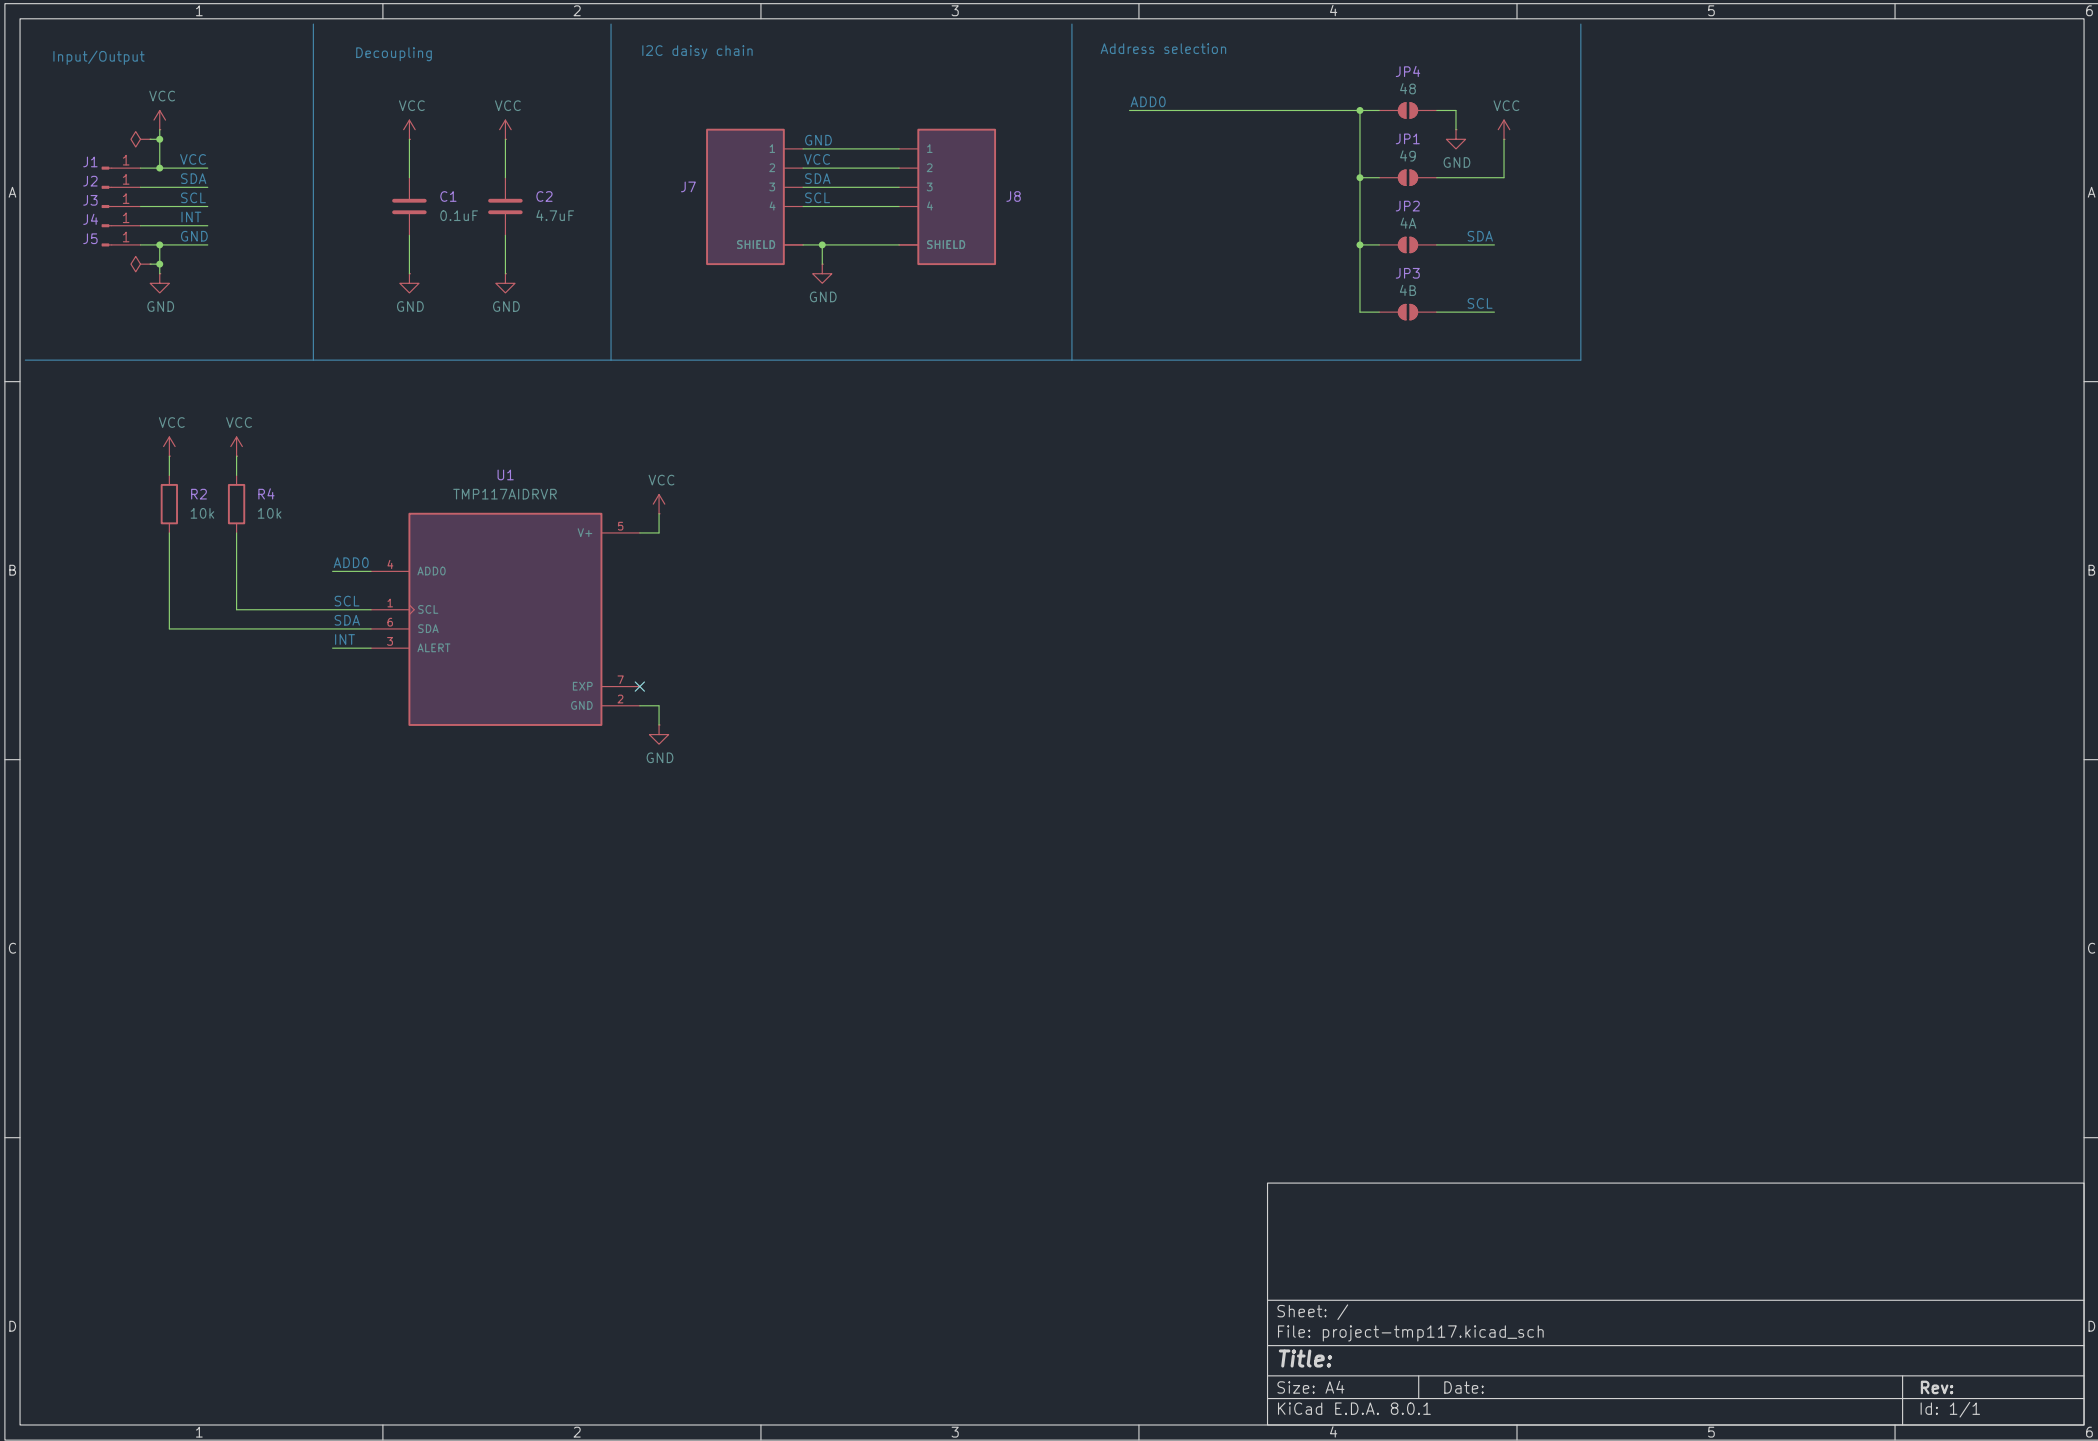 1 2 3 4 5 6
Input/Output
Decoupling
I2C daisy chain
Address selection
VCC
J1 1 VCC
J2 1 SDA
J3 1 SCL
J4 1 INT
J5 1 GND
GND
VCC
C1
0.1uF
GND
VCC
C2
4.7uF
GND
J7
1 GND 1
2 VCC 2
3 SDA 3
4 SCL 4
SHIELD SHIELD
J8
GND
ADD0
JP4
48
GND
JP1
49
VCC
JP2
4A
SDA
JP3
4B
SCL
A A
VCC VCC
R2
10k
R4
10k
U1
TMP117AIDRVR
VCC
V+ 5
ADD0 4 ADD0
SCL 1 SCL
SDA 6 SDA
INT 3 ALERT
EXP 7
GND 2
GND
B B
C C
D D
Sheet: /
File: project-tmp117.kicad_sch
Title:
Size: A4 Date: Rev:
KiCad E.D.A. 8.0.1 Id: 1/1
1 2 3 4 5 6